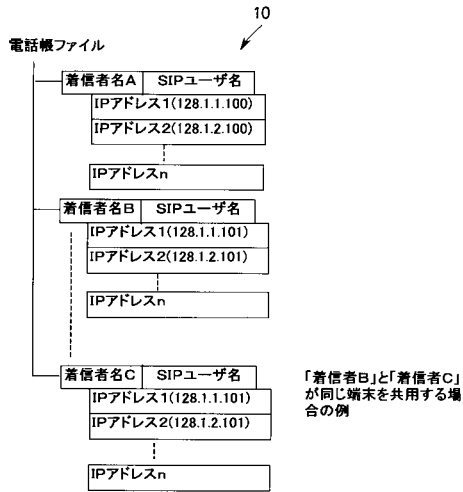 10
電話帳ファイル
着信者名A SIPユーザ名
IPアドレス1(128.1.1.100)
IPアドレス2(128.1.2.100)
IPアドレスn
着信者名B SIPユーザ名
IPアドレス1(128.1.1.101)
IPアドレス2(128.1.2.101)
IPアドレスn
着信者名C SIPユーザ名
IPアドレス1(128.1.1.101)
IPアドレス2(128.1.2.101)
IPアドレスn
「着信者B」と「着信者C」
が同じ端末を共用する場
合の例